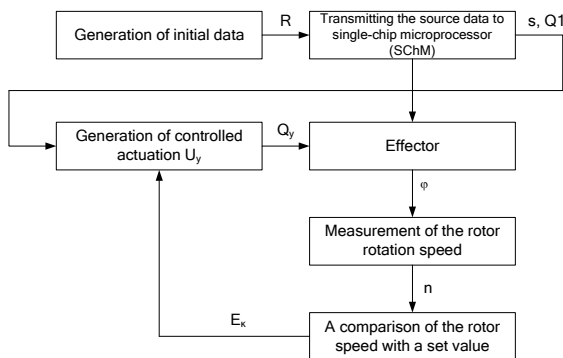 Generation of initial data
R
Transmitting the source data to
single-chip microprocessor
(SChM)
s, Q1
Generation of controlled
actuation Uy
Qy
Effector
φ
Measurement of the rotor
rotation speed
n
A comparison of the rotor
speed with a set value
Eκ